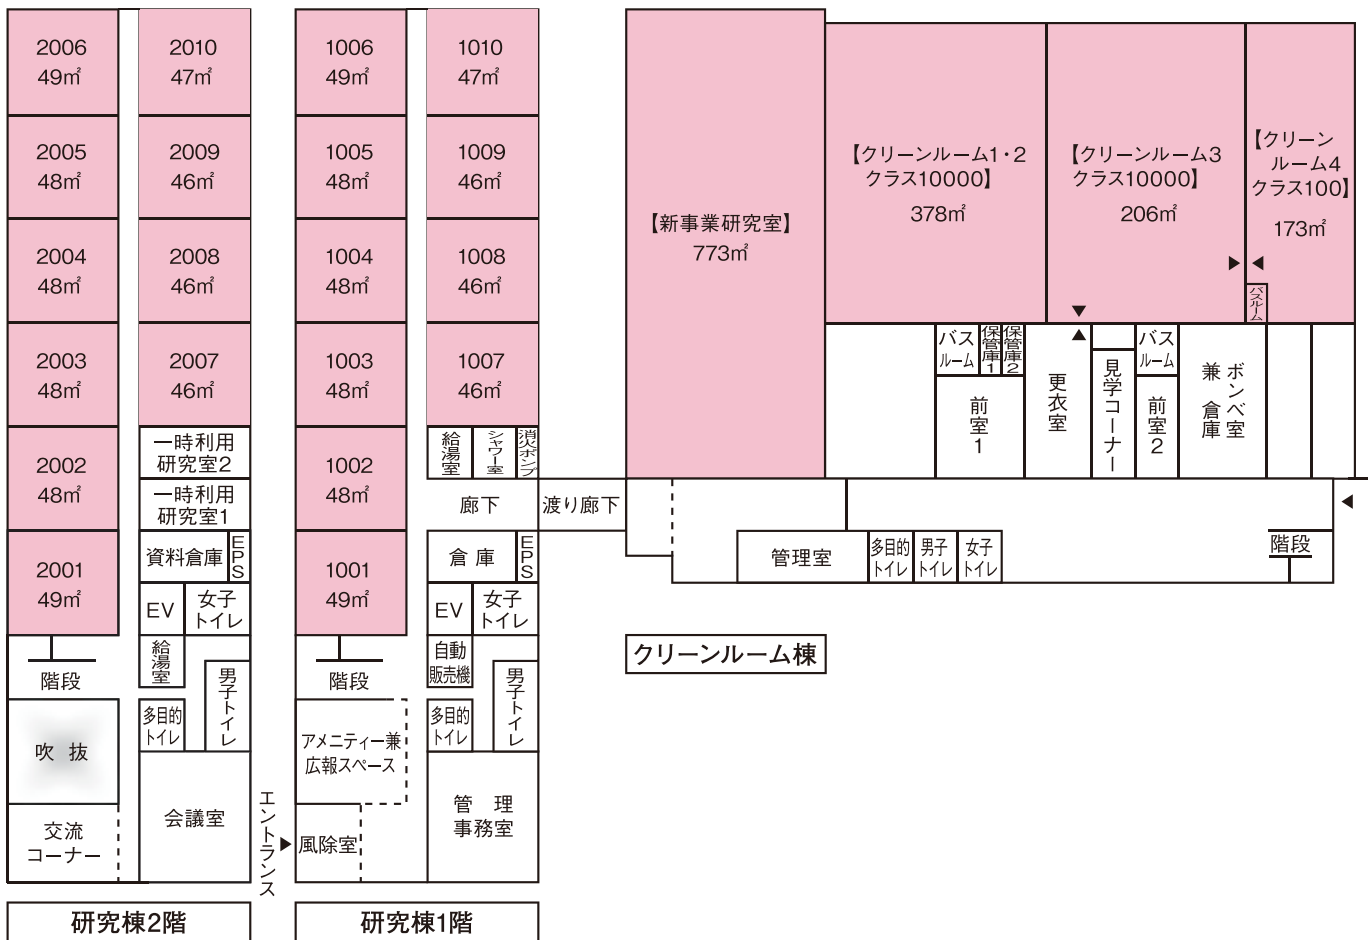 2006
49㎡
2005
48㎡
2004
48㎡
2003
48㎡
2002
48㎡
2001
49㎡
階段
吹 抜
交流
コーナー
2010
47㎡
2009
46㎡
2008
46㎡
2007
46㎡
一時利用
研究室2
一時利用
研究室1
資料倉庫
EPS
EV
女子
トイレ
給湯室
男子トイレ
多目的
トイレ
会議室
研究棟2階
エントランス
1006
49㎡
1005
48㎡
1004
48㎡
1003
48㎡
1002
48㎡
1001
49㎡
階段
アメニティー兼
広報スペース
風除室
1010
47㎡
1009
46㎡
1008
46㎡
1007
46㎡
給湯室
シャワー室
消火ポンプ
廊下
渡り廊下
倉 庫
EPS
EV
女子
トイレ
自動
販売機
男子トイレ
多目的
トイレ
管 理
事務室
研究棟1階
【新事業研究室】
773㎡
【クリーンルーム1・2
クラス10000】
378㎡
【クリーンルーム3
クラス10000】
206㎡
【クリーン
ルーム4
クラス100】
173㎡
パスルーム
パス
ルーム
保管庫1
保管庫2
前室1
更衣室
見学コーナー
パス
ルーム
前室2
ボンベ室
兼 倉庫
管理室
多目的
トイレ
男子
トイレ
女子
トイレ
階段
クリーンルーム棟